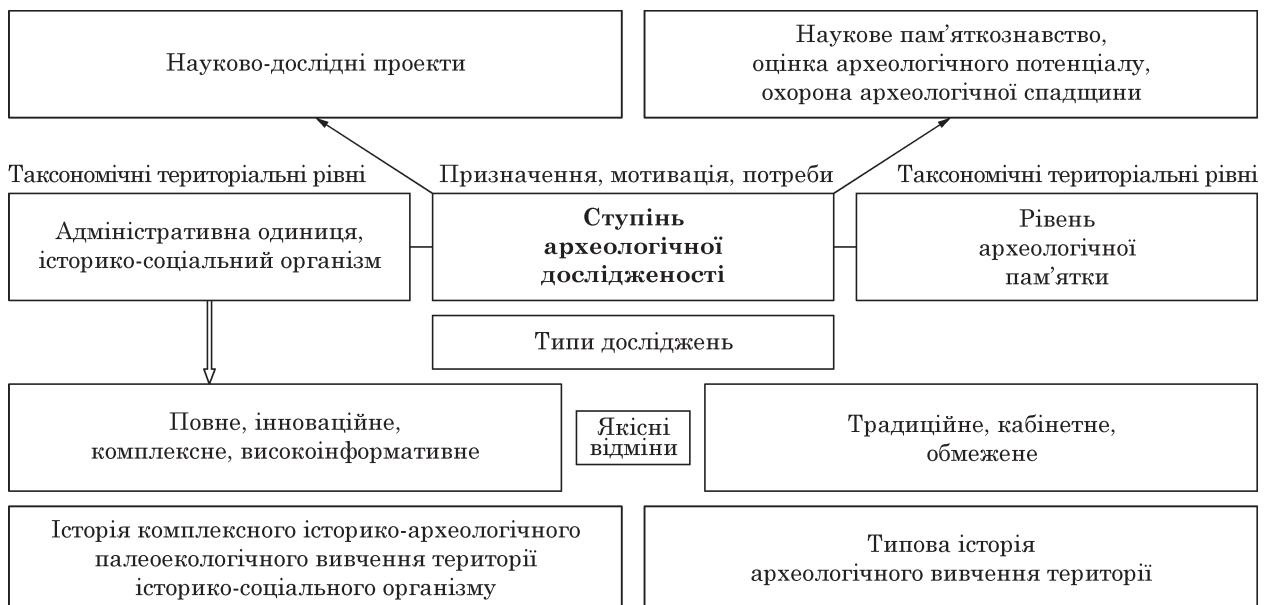 Науково-дослідні проекти
Наукове пам’яткознавство,
оцінка археологічного потенціалу,
охорона археологічної спадщини
Таксономічні територіальні рівні
Призначення, мотивація, потреби
Таксономічні територіальні рівні
Адміністративна одиниця,
історико-соціальний організм
Ступінь
археологічної
дослідженості
Рівень
археологічної
пам’ятки
Типи досліджень
Повне, інноваційне,
комплексне, високоінформативне
Якісні
відміни
Традиційне, кабінетне,
обмежене
Історія комплексного історико-археологічного
палеоекологічного вивчення території
історико-соціального організму
Типова історія
археологічного вивчення території